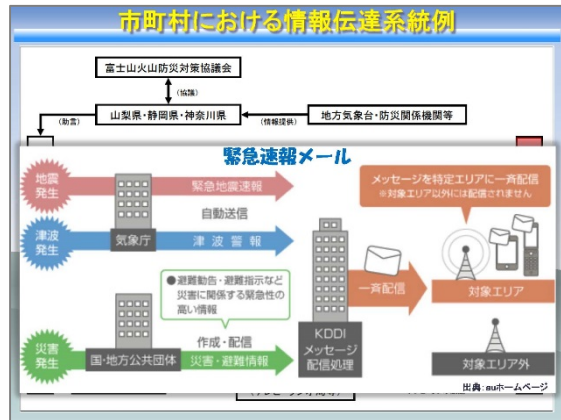 市町村における情報伝達系統例
富士山火山防災対策協議会
(協議)
山梨県・静岡県・神奈川県
地方気象台・防災関係機関等
(助言)
(情報提供)
緊急速報メール
地震
発生
緊急地震速報
自動送信
津波
発生
気象庁
津波警報
●避難勧告・避難指示など
災害に関係する緊急性の
高い情報
作成・配信
災害
発生
国・地方公共団体
災害・避難情報
KDDI
メッセージ
配信処理
一斉配信
メッセージを特定エリアに一斉配信
※対象エリア以外には配信されません
対象エリア
対象エリア外
出典:auホームページ